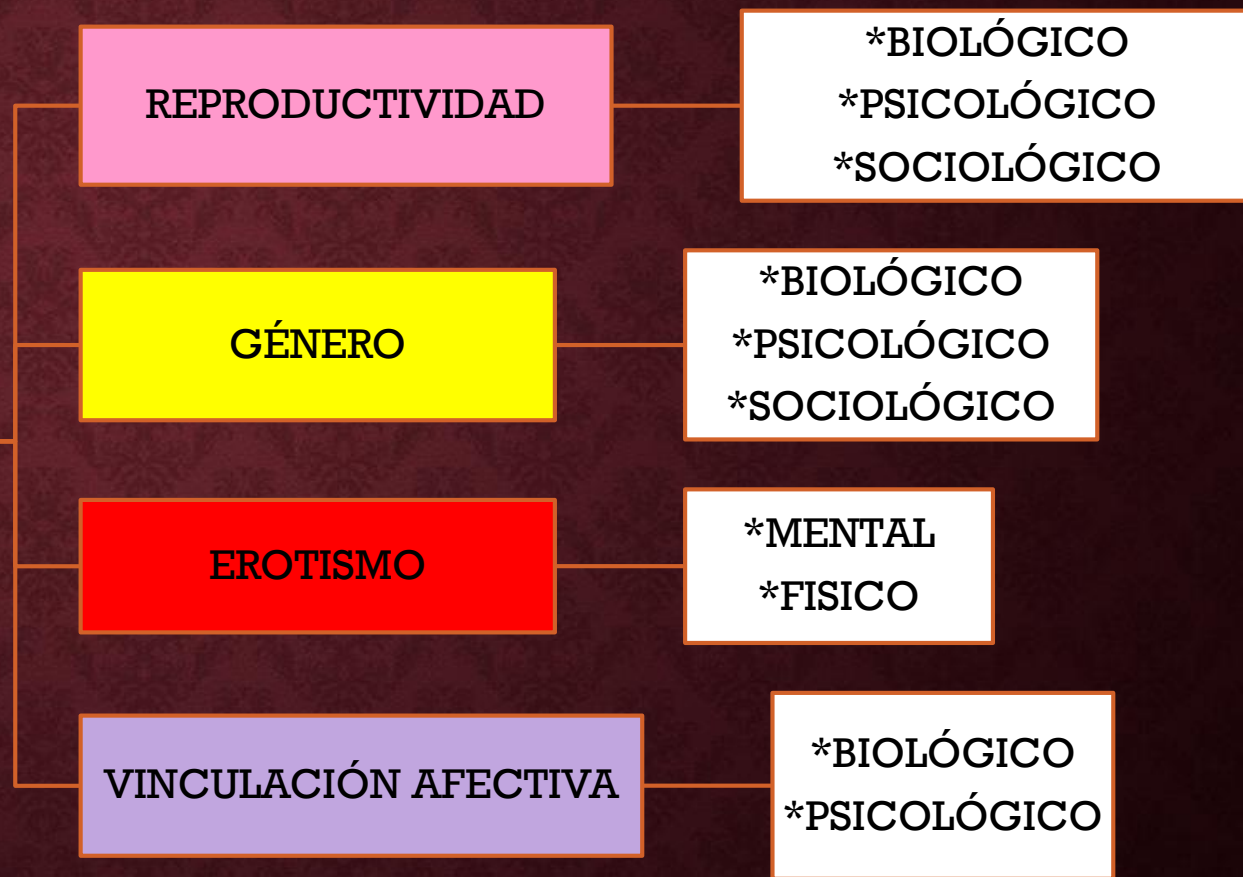 REPRODUCTIVIDAD
*BIOLÓGICO
*PSICOLÓGICO
*SOCIOLÓGICO
GÉNERO
*BIOLÓGICO
*PSICOLÓGICO
*SOCIOLÓGICO
EROTISMO
*MENTAL
*FISICO
VINCULACIÓN AFECTIVA
*BIOLÓGICO
*PSICOLÓGICO